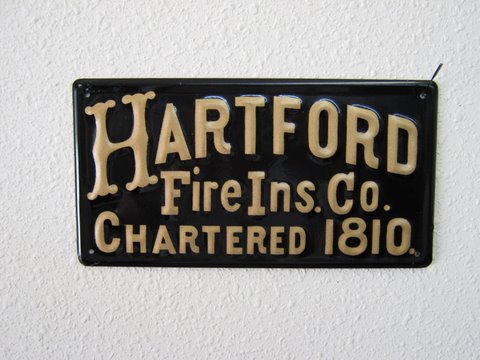 HARTFORD
Fire Ins. Co.
CHARTERED 1810.